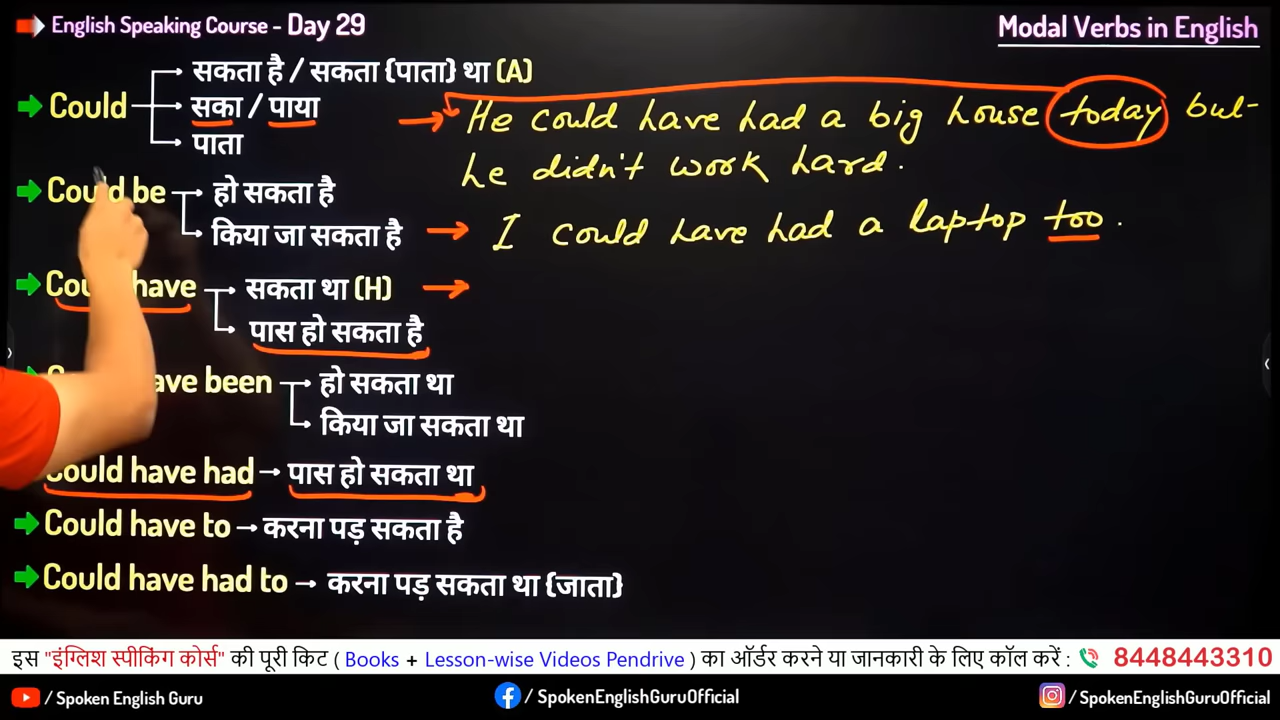 English Speaking Course - Day 29
Modal Verbs in English
Could
सकता है / सकता {पाता} था (A)
सका / पाया
पाता
He could have had a big house today but
he didn't work hard.
Could be
हो सकता है
किया जा सकता है
I could have had a laptop too.
have
सकता था (H)
पास हो सकता है
have been
हो सकता था
किया जा सकता था
Could have had → पास हो सकता था
Could have to → करना पड़ सकता है
Could have had to → करना पड़ सकता था {जाता}
इस "इंग्लिश स्पीकिंग कोर्स" की पूरी किट ( Books + Lesson-wise Videos Pendrive ) का ऑर्डर करने या जानकारी के लिए कॉल करें : 8448443310
/ Spoken English Guru
/ SpokenEnglishGuruOfficial
/ SpokenEnglishGuruOfficial